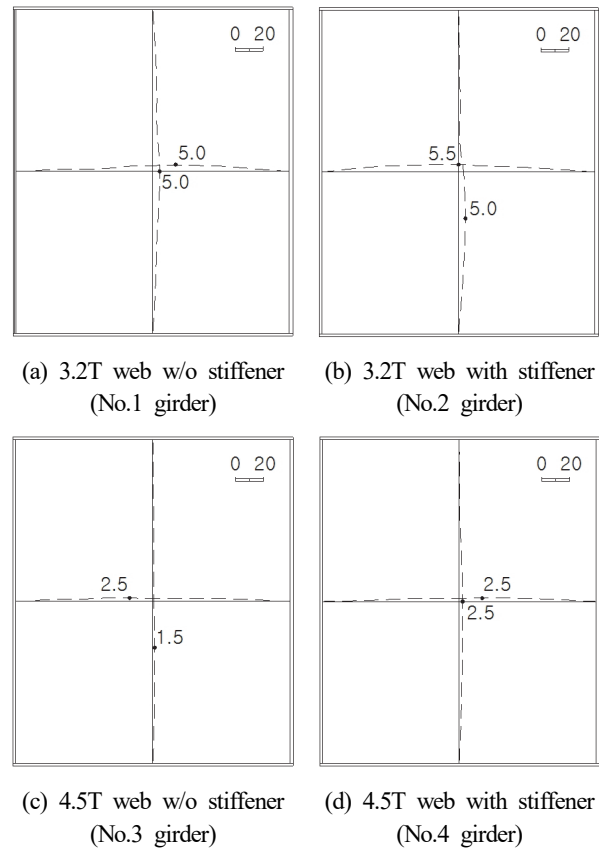 0 20
5.0
5.0
0 20
5.5
5.0
(a) 3.2T web w/o stiffener
(No.1 girder)
(b) 3.2T web with stiffener
(No.2 girder)
0 20
2.5
1.5
0 20
2.5
2.5
(c) 4.5T web w/o stiffener
(No.3 girder)
(d) 4.5T web with stiffener
(No.4 girder)